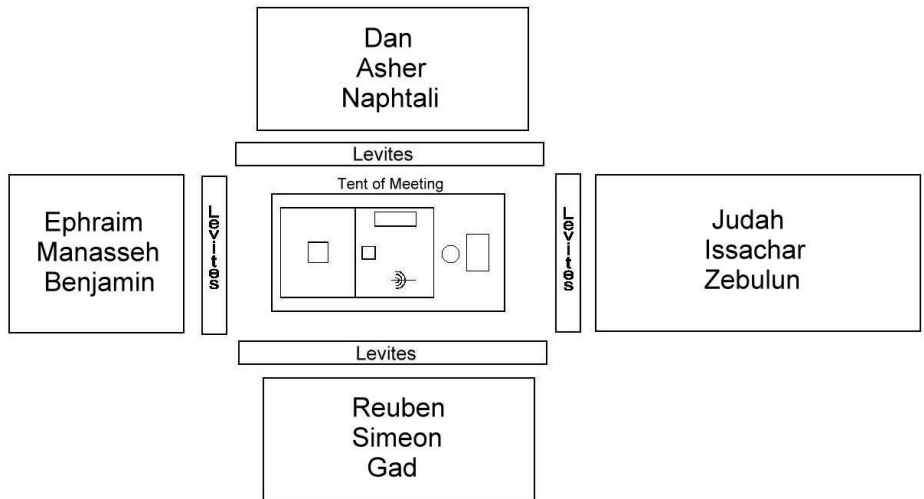 Dan
Asher
Naphtali
Levites
Tent of Meeting
Ephraim
Manasseh
Benjamin
Levites
Levites
Judah
Issachar
Zebulun
Levites
Reuben
Simeon
Gad